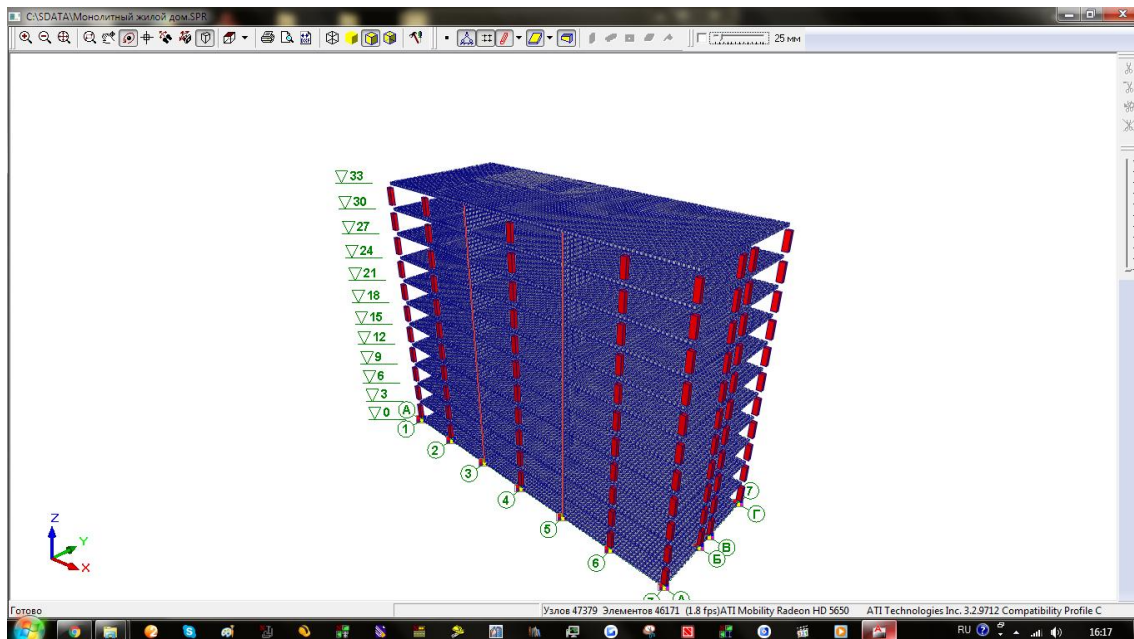 C:\SDATA\Монолитный жилой дом.SPR
25 мм
33
30
27
24
21
18
15
12
9
6
3
0
А
1
2
3
4
5
6
7
А
Б
В
Г
7
Z
Y
X
Готово
Узлов 47379 Элементов 46171 (1.8 fps)ATI Mobility Radeon HD 5650 ATI Technologies Inc. 3.2.9712 Compatibility Profile C
RU
16:17